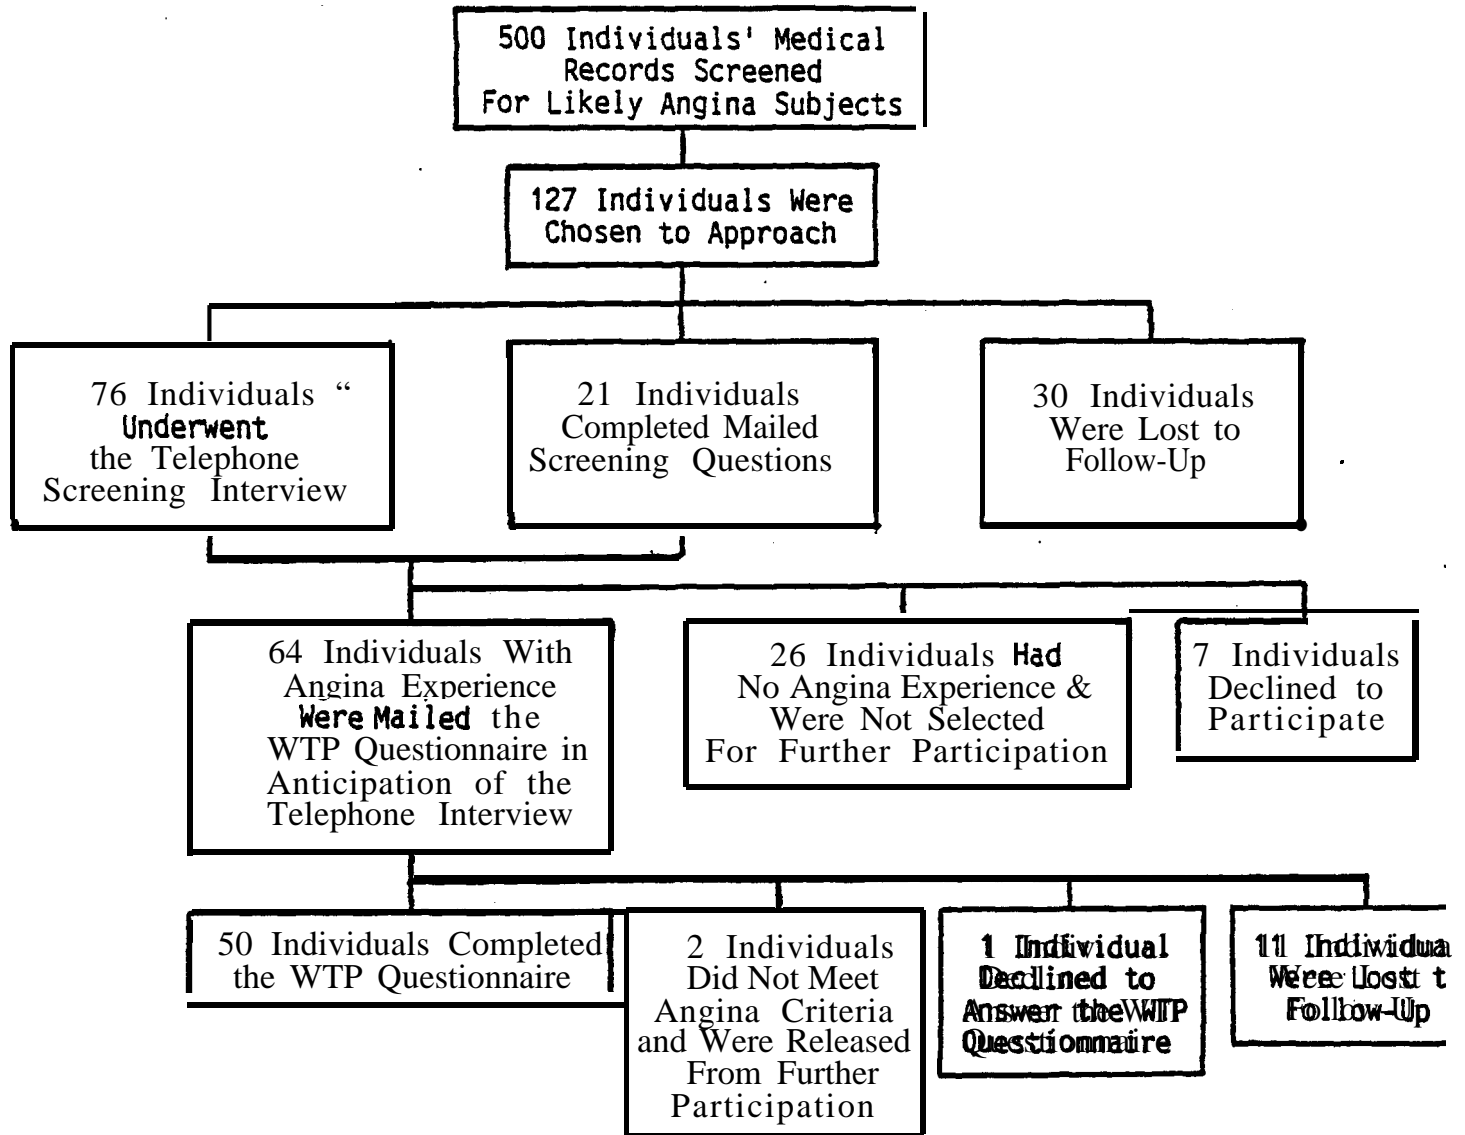 500 Individuals' Medical
Records Screened
For Likely Angina Subjects
127 Individuals Were
Chosen to Approach
76 Individuals “
Underwent
the Telephone
Screening Interview
21 Individuals
Completed Mailed
Screening Questions
30 Individuals
Were Lost to
Follow-Up
64 Individuals With
Angina Experience
Were Mailed the
WTP Questionnaire in
Anticipation of the
Telephone Interview
26 Individuals Had
No Angina Experience &
Were Not Selected
For Further Participation
7 Individuals
Declined to
Participate
50 Individuals Completed
the WTP Questionnaire
2 Individuals
Did Not Meet
Angina Criteria
and Were Released
From Further
Participation
1 Individual
Declined to
Answer the WTP
Questionnaire
11 Individua
Were Lost t
Follow-Up